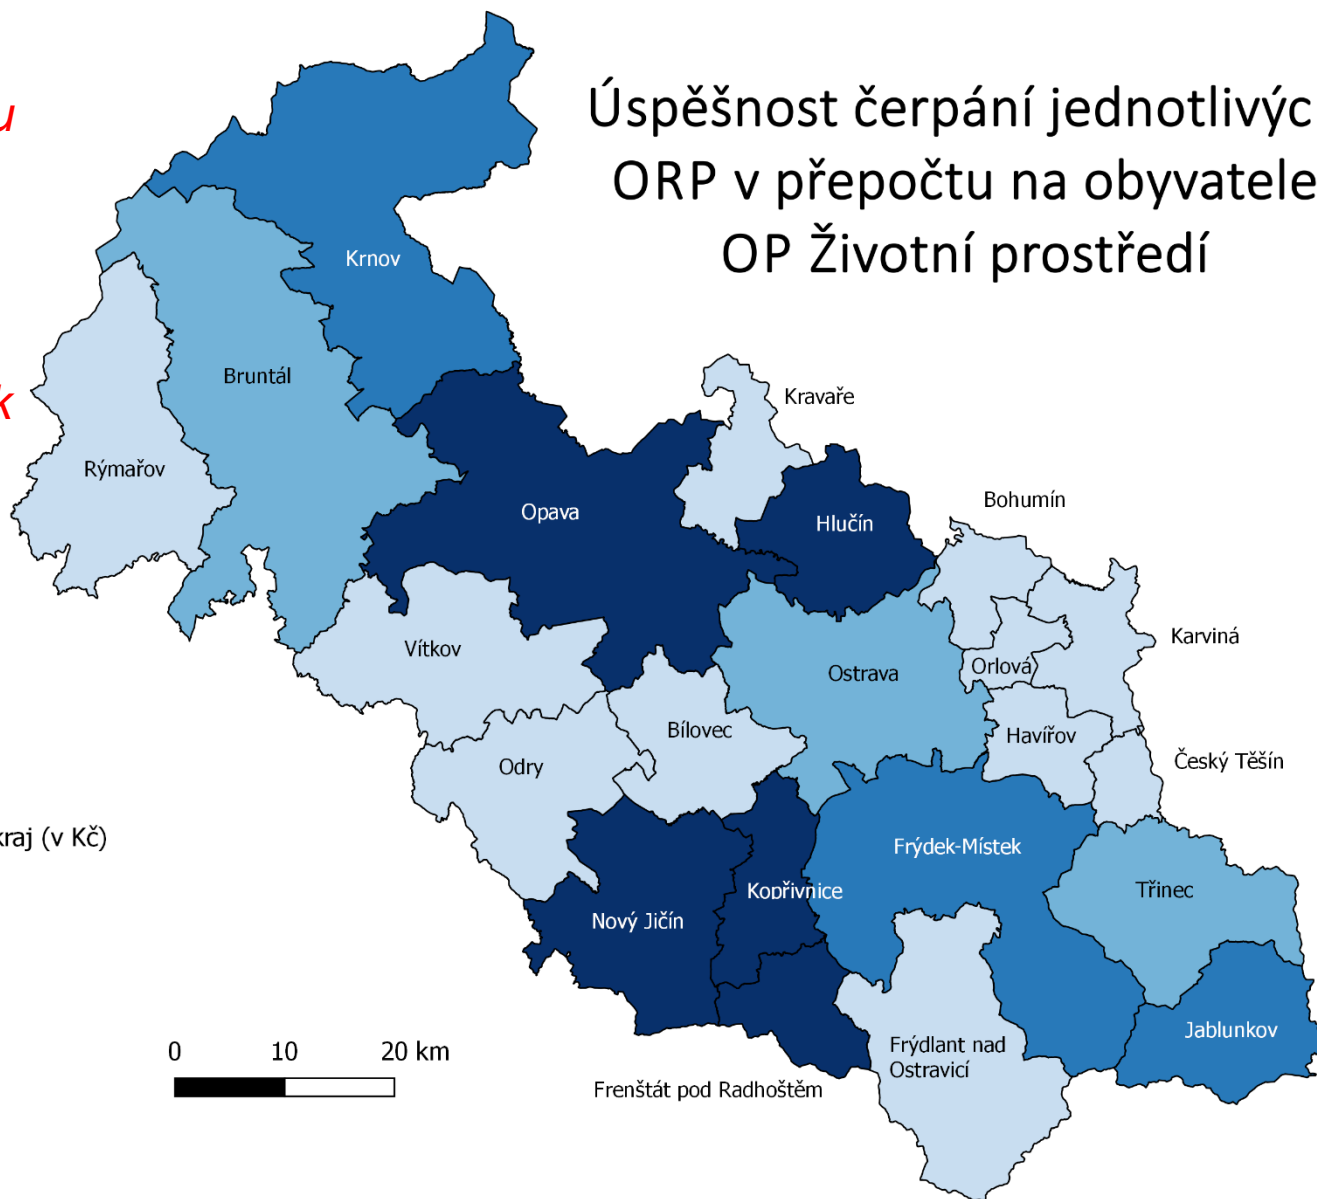 u
Úspěšnost čerpání jednotlivýc
ORP v přepočtu na obyvatele
OP Životní prostředí
Krnov
Bruntál
Kravaře
k
Rýmařov
Bohumín
Opava
Hlučín
Karviná
Vítkov
Orlová
Ostrava
Bílovec
Havířov
Český Těšín
Odry
kraj (v Kč)
Frýdek-Místek
Kopřivnice
Třinec
Nový Jičín
Jablunkov
0 10 20 km
Frýdlant nad
Ostravicí
Frenštát pod Radhoštěm